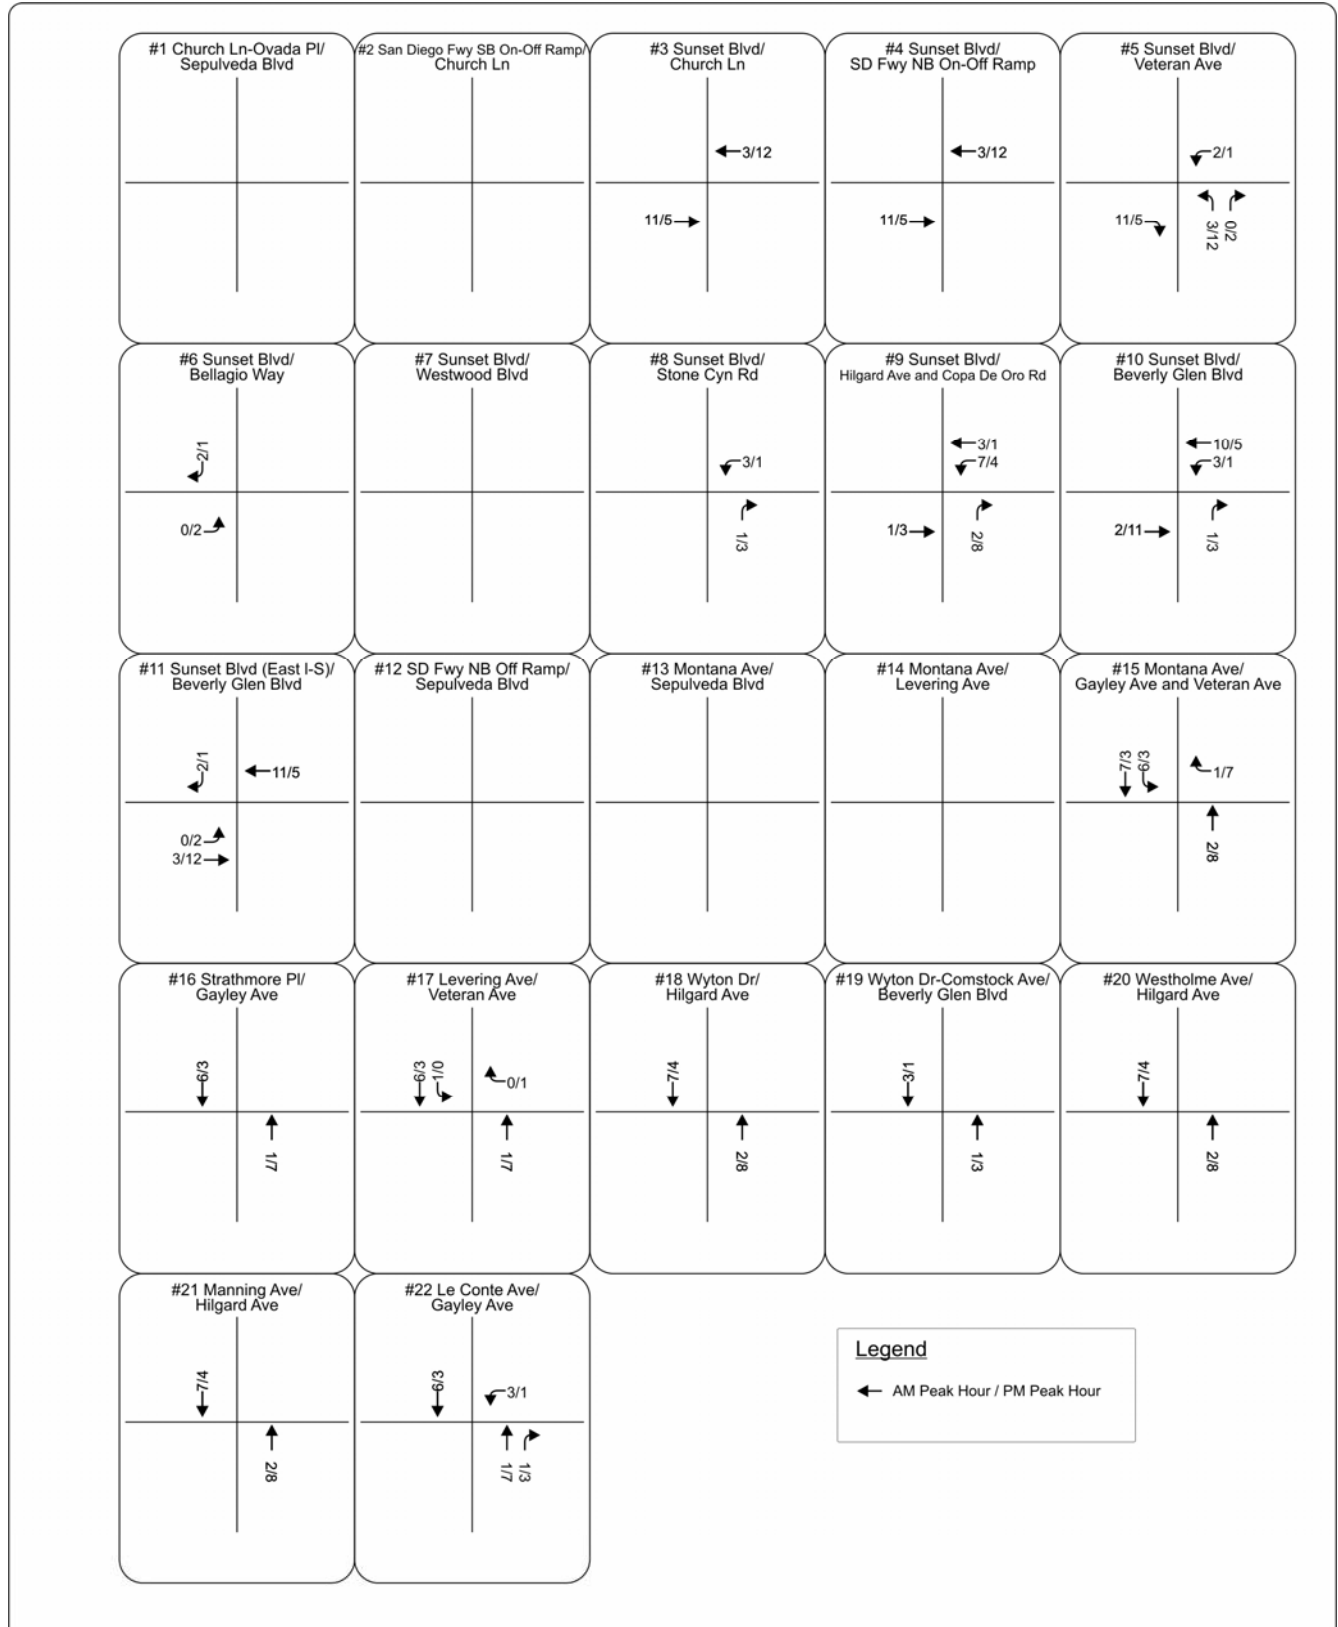 #1 Church Ln-Ovada Pl/
Sepulveda Blvd
#2 San Diego Fwy SB On-Off Ramp/
Church Ln
#3 Sunset Blvd/
Church Ln
3/12
11/5
#4 Sunset Blvd/
SD Fwy NB On-Off Ramp
3/12
11/5
#5 Sunset Blvd/
Veteran Ave
2/1
11/5
3/12
0/2
#6 Sunset Blvd/
Bellagio Way
2/1
0/2
#7 Sunset Blvd/
Westwood Blvd
#8 Sunset Blvd/
Stone Cyn Rd
3/1
1/3
#9 Sunset Blvd/
Hilgard Ave and Copa De Oro Rd
3/1
7/4
1/3
2/8
#10 Sunset Blvd/
Beverly Glen Blvd
10/5
3/1
2/11
1/3
#11 Sunset Blvd (East I-S)/
Beverly Glen Blvd
2/1
11/5
0/2
3/12
#12 SD Fwy NB Off Ramp/
Sepulveda Blvd
#13 Montana Ave/
Sepulveda Blvd
#14 Montana Ave/
Levering Ave
#15 Montana Ave/
Gayley Ave and Veteran Ave
7/3
6/3
1/7
2/8
#16 Strathmore Pl/
Gayley Ave
6/3
1/7
#17 Levering Ave/
Veteran Ave
6/3
1/0
0/1
1/7
#18 Wyton Dr/
Hilgard Ave
7/4
2/8
#19 Wyton Dr-Comstock Ave/
Beverly Glen Blvd
3/1
1/3
#20 Westholme Ave/
Hilgard Ave
7/4
2/8
#21 Manning Ave/
Hilgard Ave
7/4
2/8
#22 Le Conte Ave/
Gayley Ave
6/3
3/1
1/7
1/3
Legend
AM Peak Hour / PM Peak Hour